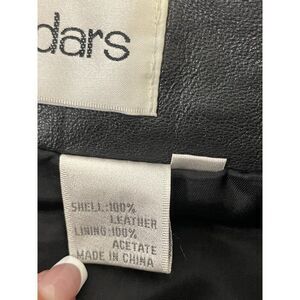 dars
SHELL:100%
LEATHER
LINING:100%
ACETATE
MADE IN CHINA